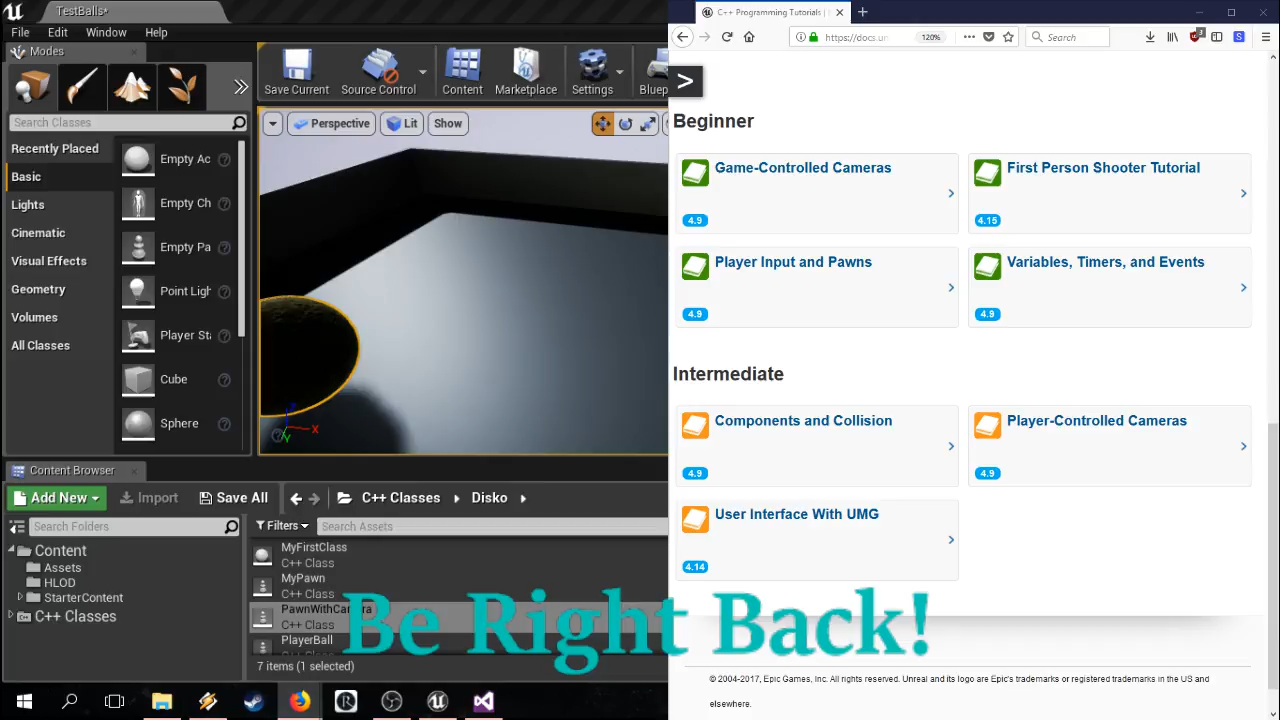 TestBalls*
File Edit Window Help
Modes
Search Classes
Recently Placed
Basic
Lights
Cinematic
Visual Effects
Geometry
Volumes
All Classes
Empty Ac
Empty Ch
Empty Pa
Point Ligh
Player Sta
Cube
Sphere
Save Current
Source Control
Content
Marketplace
Settings
Bluep
Perspective
Lit
Show
X
Y
Z
Content Browser
Add New
Import
Save All
C++ Classes
Disko
Search Folders
Filters
Search Assets
Content
Assets
HLOD
StarterContent
C++ Classes
MyFirstClass
C++ Class
MyPawn
C++ Class
PawnWithCamera
C++ Class
PlayerBall
7 items (1 selected)
C++ Programming Tutorials |
https://docs.un
120%
Search
3
S
>
Beginner
Game-Controlled Cameras
4.9
First Person Shooter Tutorial
4.15
Player Input and Pawns
4.9
Variables, Timers, and Events
4.9
Intermediate
Components and Collision
4.9
Player-Controlled Cameras
4.9
User Interface With UMG
4.14
Be Right Back!
© 2004-2017, Epic Games, Inc. All rights reserved. Unreal and its logo are Epic's trademarks or registered trademarks in the US and
elsewhere.